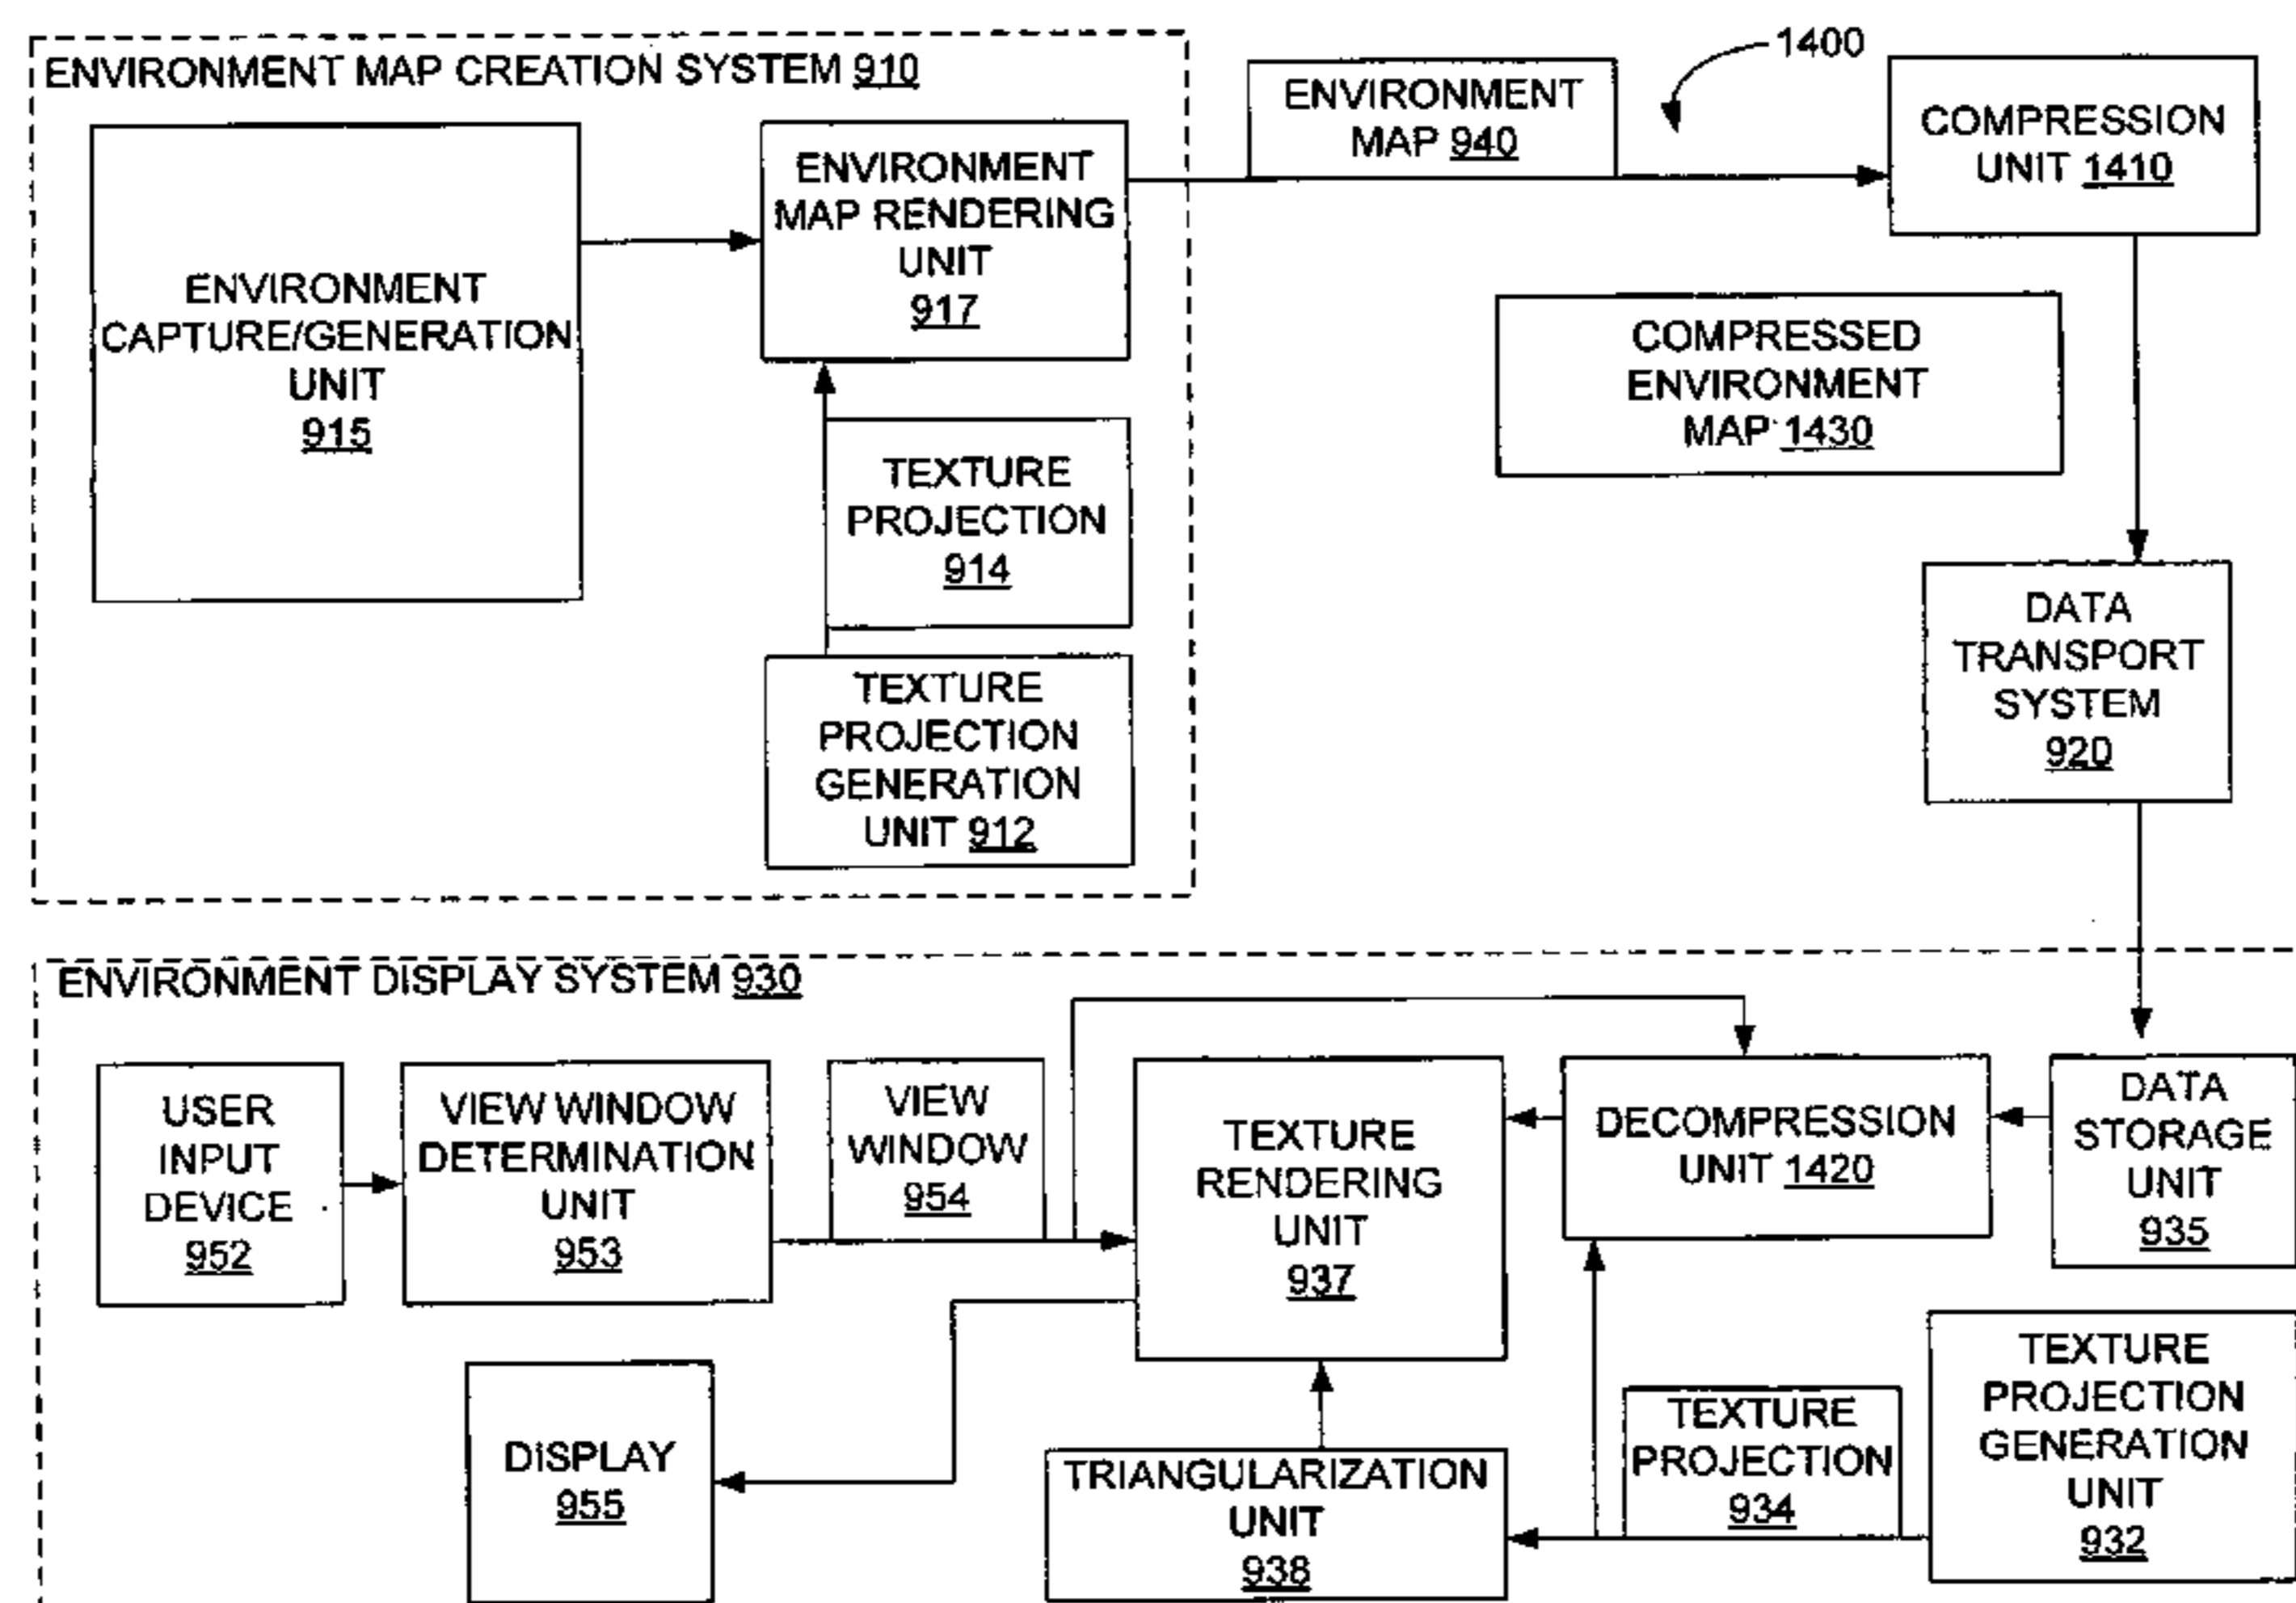 ENVIRONMENT MAP CREATION SYSTEM 910
ENVIRONMENT
CAPTURE/GENERATION
UNIT
915
ENVIRONMENT
MAP RENDERING
UNIT
917
TEXTURE
PROJECTION
914
TEXTURE
PROJECTION
GENERATION
UNIT 912
ENVIRONMENT
MAP 940
1400
COMPRESSION
UNIT 1410
COMPRESSED
ENVIRONMENT
MAP 1430
DATA
TRANSPORT
SYSTEM
920
ENVIRONMENT DISPLAY SYSTEM 930
USER
INPUT
DEVICE
952
VIEW WINDOW
DETERMINATION
UNIT
953
VIEW
WINDOW
954
TEXTURE
RENDERING
UNIT
937
DECOMPRESSION
UNIT 1420
DATA
STORAGE
UNIT
935
DISPLAY
955
TRIANGULARIZATION
UNIT
938
TEXTURE
PROJECTION
934
TEXTURE
PROJECTION
GENERATION
UNIT
932